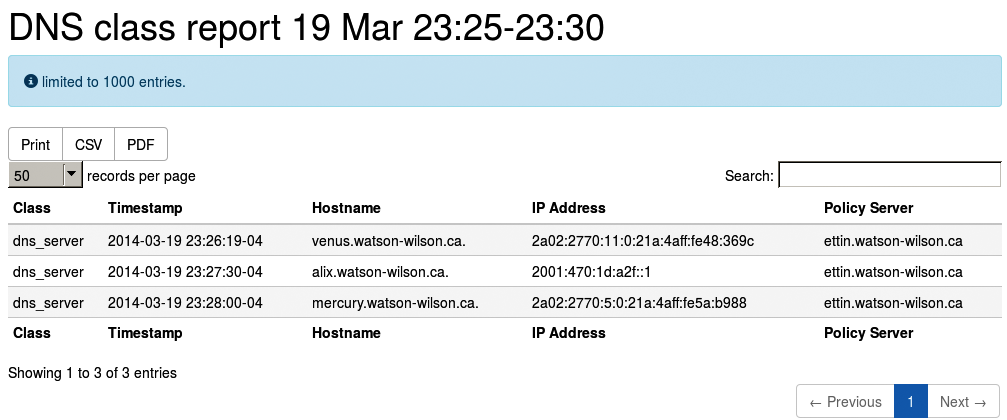 DNS class report 19 Mar 23:25-23:30
limited to 1000 entries.
Print CSV PDF
50 records per page Search:
Class Timestamp Hostname IP Address Policy Server
dns_server 2014-03-19 23:26:19-04 venus.watson-wilson.ca. 2a02:2770:11:0:21a:4aff:fe48:369c ettin.watson-wilson.ca
dns_server 2014-03-19 23:27:30-04 alix.watson-wilson.ca. 2001:470:1d:a2f::1 ettin.watson-wilson.ca
dns_server 2014-03-19 23:28:00-04 mercury.watson-wilson.ca. 2a02:2770:5:0:21a:4aff:fe5a:b988 ettin.watson-wilson.ca
Class Timestamp Hostname IP Address Policy Server
Showing 1 to 3 of 3 entries
← Previous 1 Next →